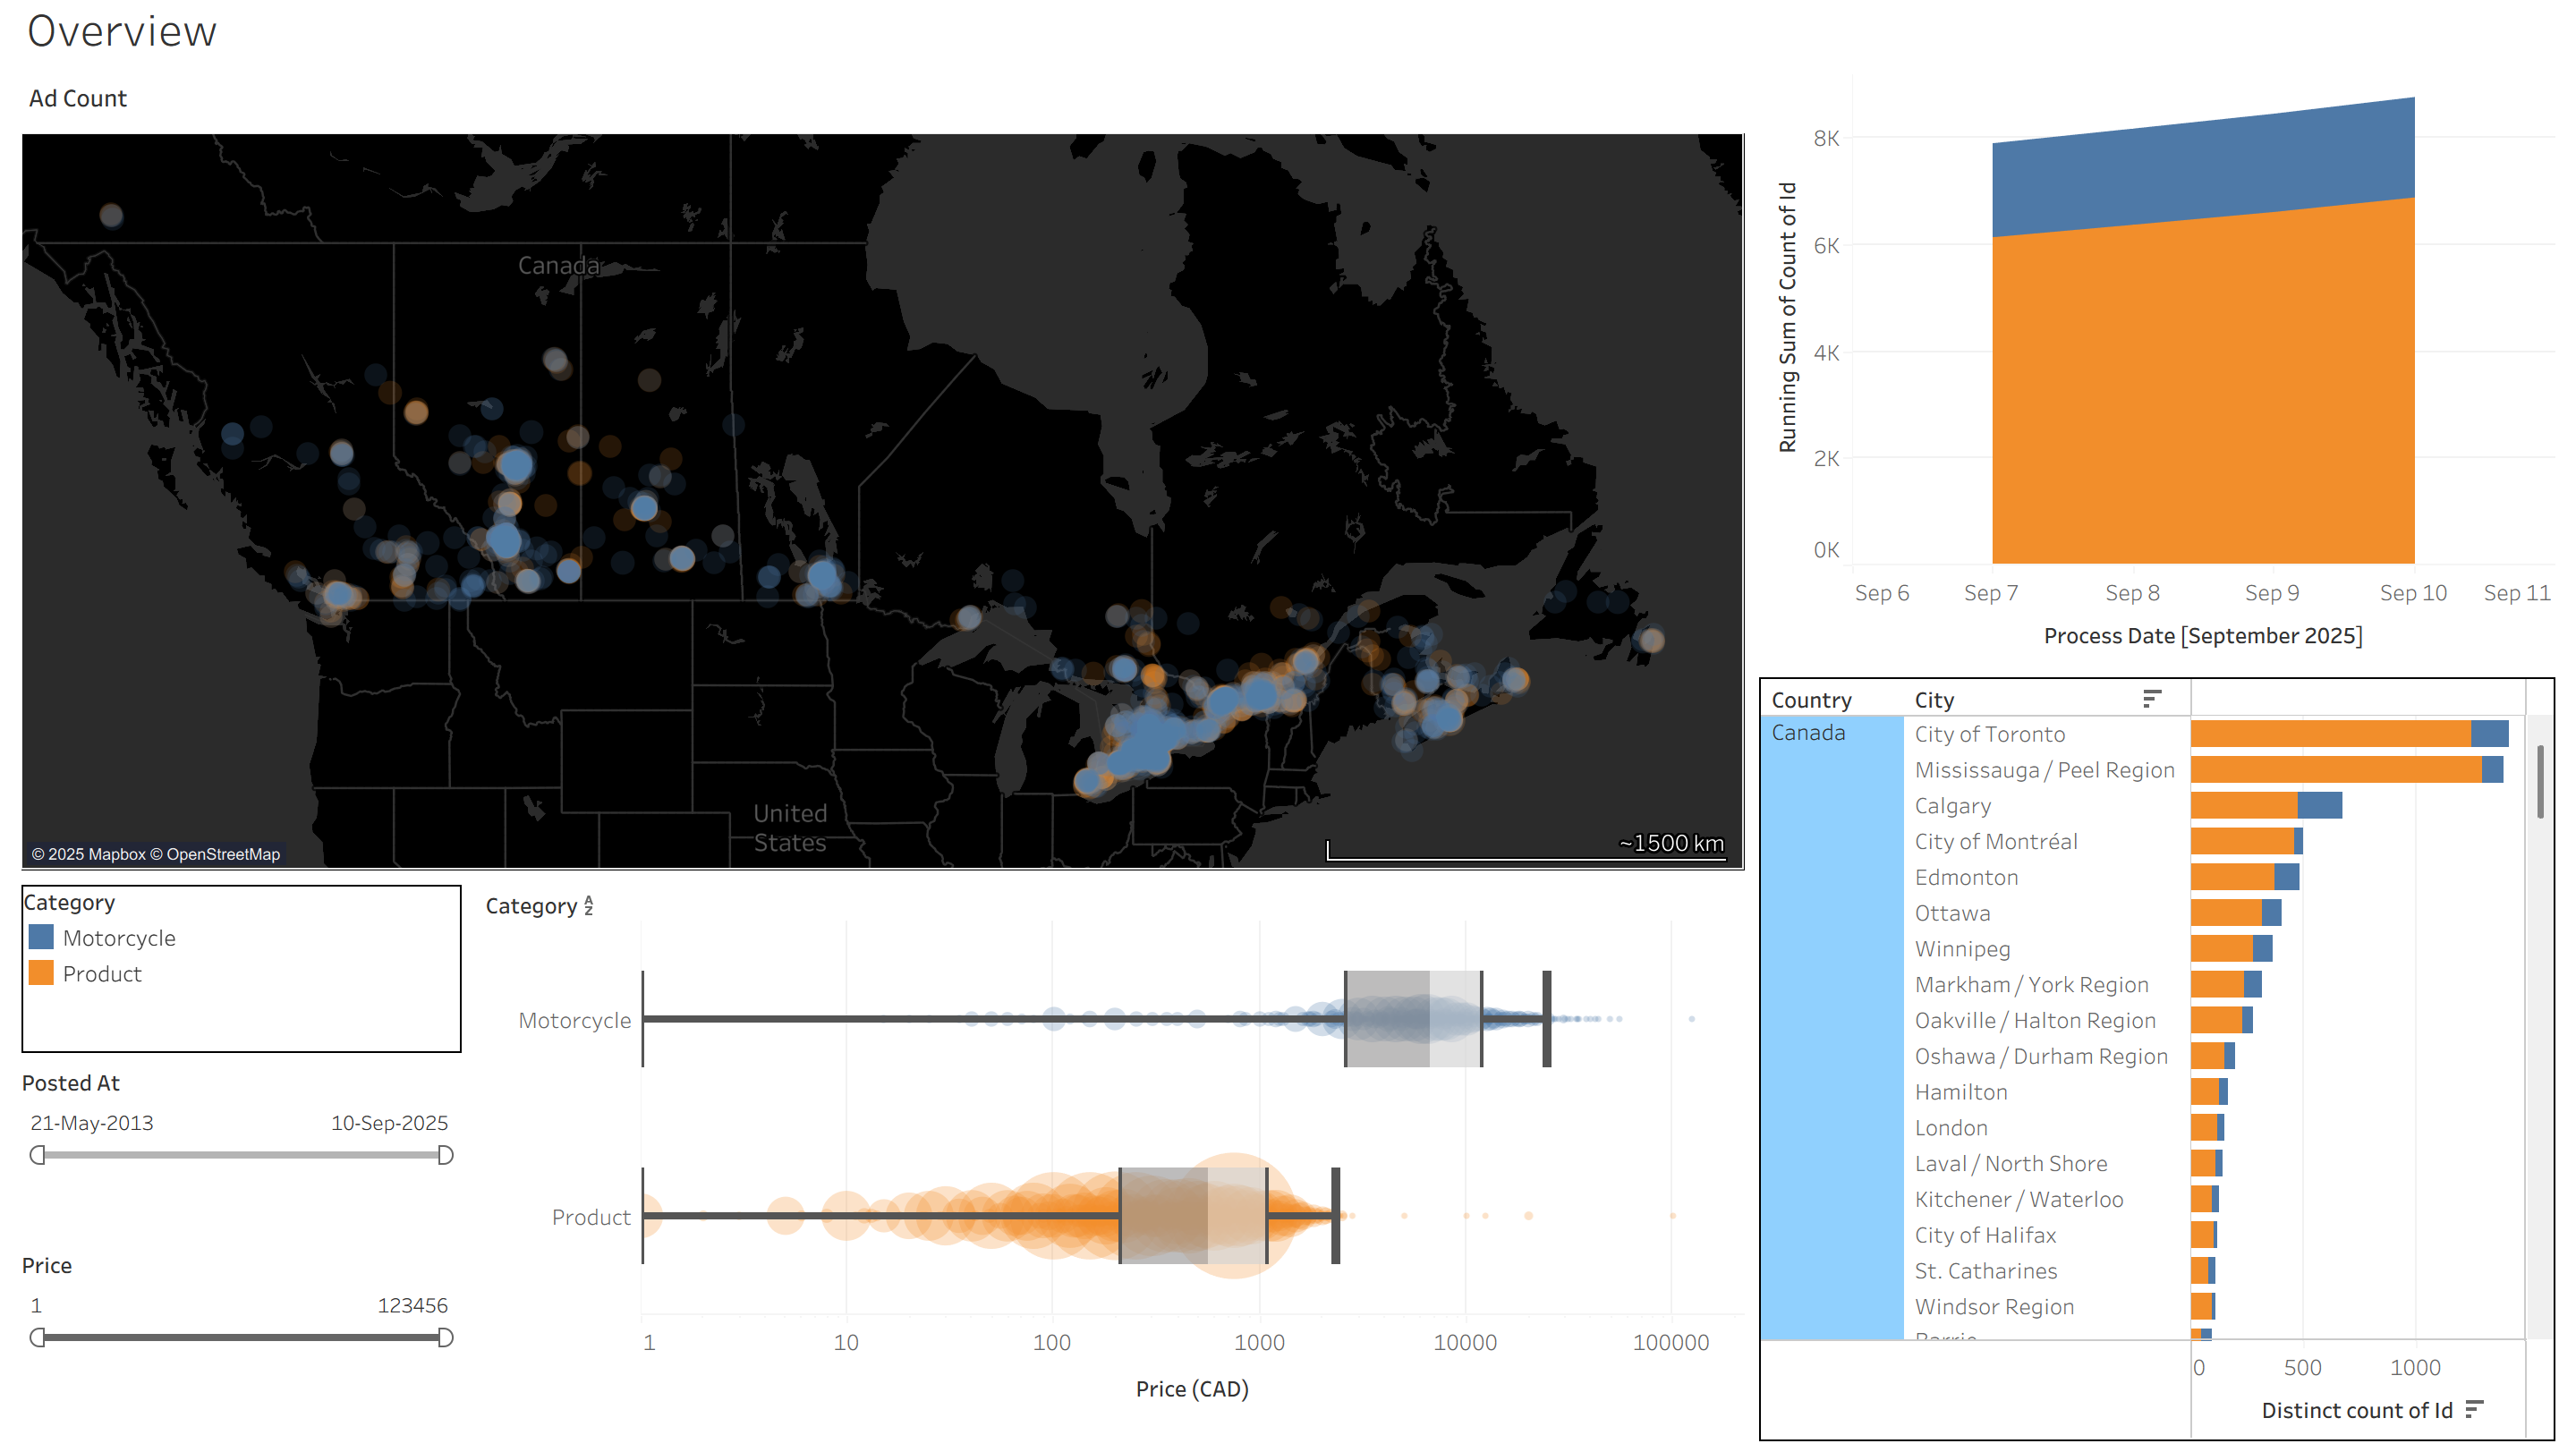 Overview
Ad Count
Canada
United
States
© 2025 Mapbox © OpenStreetMap
~1500 km
8K
6K
4K
2K
0K
Running Sum of Count of Id
Sep 6 Sep 7 Sep 8 Sep 9 Sep 10 Sep 11
Process Date [September 2025]
Category
Motorcycle
Product
Posted At
21-May-2013 10-Sep-2025
Price
1 123456
Category
Motorcycle
Product
1 10 100 1000 10000 100000
Price (CAD)
Country City
Canada City of Toronto
Mississauga / Peel Region
Calgary
City of Montréal
Edmonton
Ottawa
Winnipeg
Markham / York Region
Oakville / Halton Region
Oshawa / Durham Region
Hamilton
London
Laval / North Shore
Kitchener / Waterloo
City of Halifax
St. Catharines
Windsor Region
Barrie
0 500 1000
Distinct count of Id